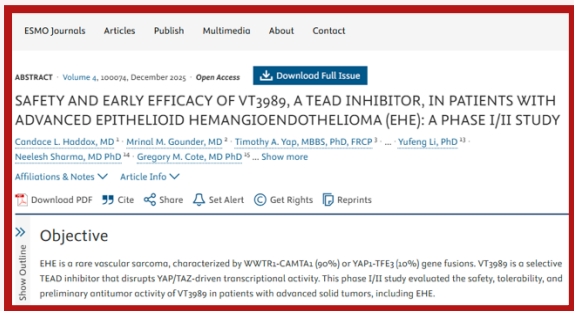 ESMO Journals Articles Publish Multimedia About Contact
ABSTRACT · Volume 4, 100074, December 2025 · Open Access Download Full Issue
SAFETY AND EARLY EFFICACY OF VT3989, A TEAD INHIBITOR, IN PATIENTS WITH
ADVANCED EPITHELIOID HEMANGIOENDOTHELIOMA (EHE): A PHASE I/II STUDY
Candace L. Haddox, MD 1 · Mrinal M. Gounder, MD 2 · Timothy A. Yap, MBBS, PhD, FRCP 3 · ... · Yufeng Li, PhD 13 ·
Neelesh Sharma, MD PhD 14 · Gregory M. Cote, MD PhD 15 ... Show more
Affiliations & Notes Article Info
Download PDF Cite Share Set Alert Get Rights Reprints
Show Outline
Objective
EHE is a rare vascular sarcoma, characterized by WWTR1-CAMTA1 (90%) or YAP1-TFE3 (10%) gene fusions. VT3989 is a selective
TEAD inhibitor that disrupts YAP/TAZ-driven transcriptional activity. This phase I/II study evaluated the safety, tolerability, and
preliminary antitumor activity of VT3989 in patients with advanced solid tumors, including EHE.